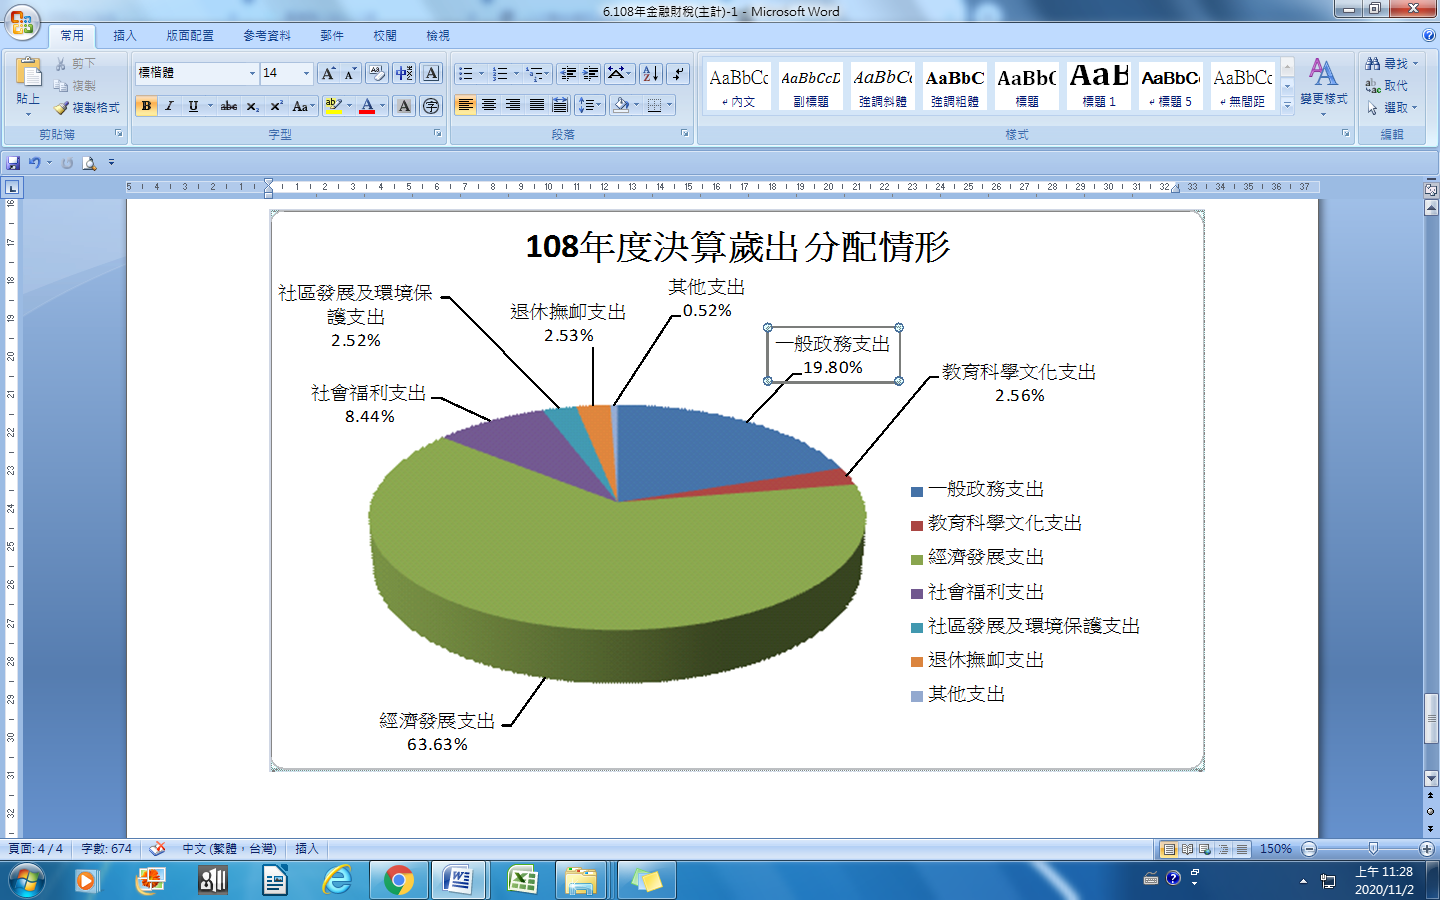 6.108年金融財稅(主計)-1 - Microsoft Word
常用 插入 版面配置 參考資料 郵件 校閱 檢視
貼上
剪下
複製
複製格式
剪貼簿
標楷體 14
字型
段落
AaBbCc AaBbCcD AaBbCc AaBbC AaBbC AaB AaBbCc AaBbCc
內文 副標題 強調斜體 強調粗體 標題 標題 1 標題 5 無間距
變更樣式
樣式
尋找
取代
選取
編輯
108年度決算歲出分配情形
社區發展及環境保
護支出
2.52%
退休撫卹支出
2.53%
其他支出
0.52%
一般政務支出
19.80%
教育科學文化支出
2.56%
社會福利支出
8.44%
經濟發展支出
63.63%
一般政務支出
教育科學文化支出
經濟發展支出
社會福利支出
社區發展及環境保護支出
退休撫卹支出
其他支出
頁面: 4 / 4 字數: 674 中文 (繁體，台灣) 插入 150%
上午 11:28
2020/11/2